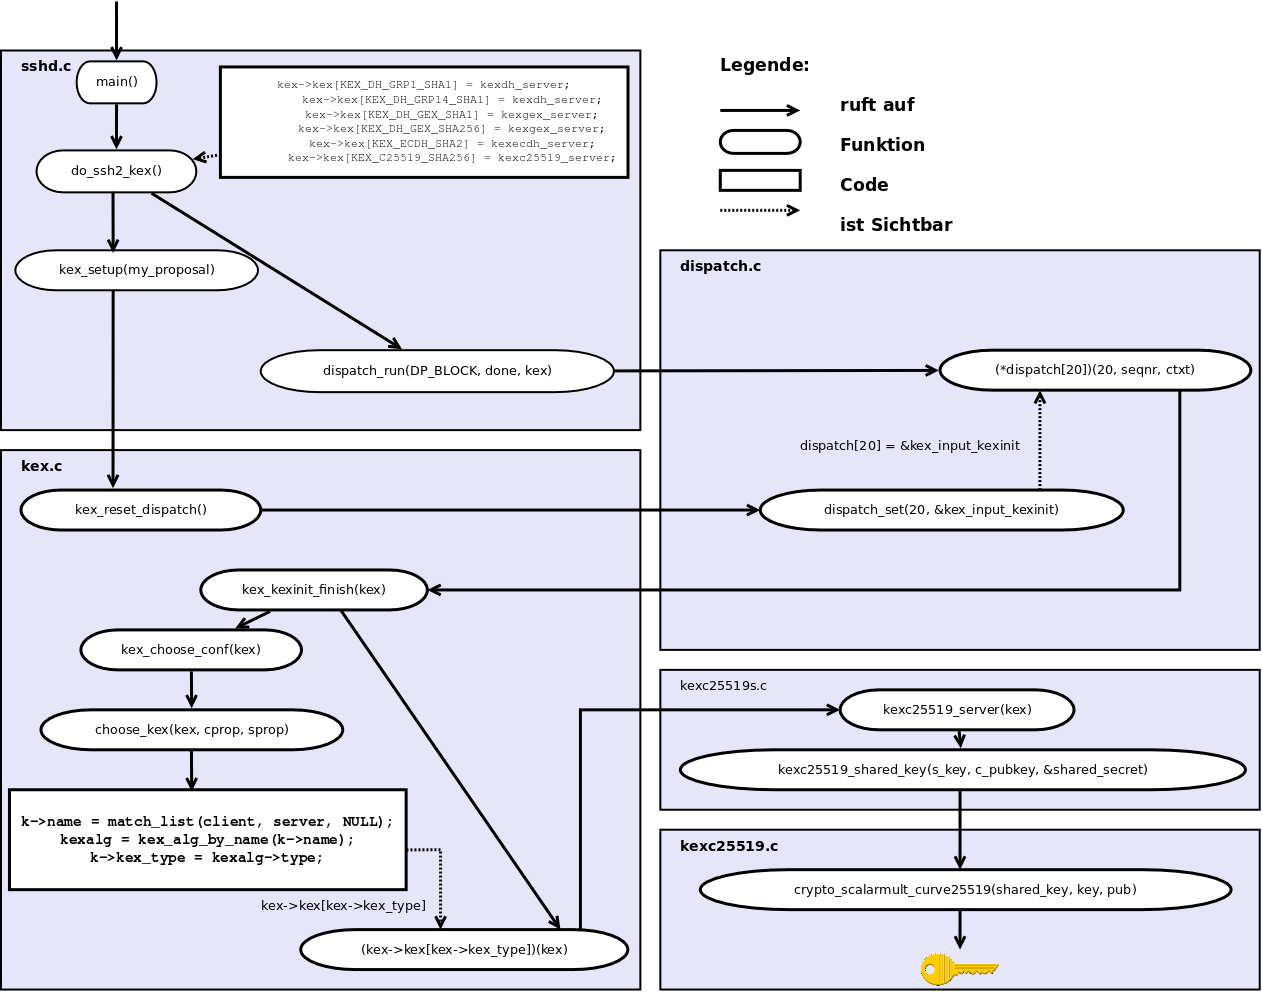 sshd.c
main()
kex->kex[KEX_DH_GRP1_SHA1] = kexdh_server;
kex->kex[KEX_DH_GRP14_SHA1] = kexdh_server;
kex->kex[KEX_DH_GEX_SHA1] = kexgex_server;
kex->kex[KEX_DH_GEX_SHA256] = kexgex_server;
kex->kex[KEX_ECDH_SHA2] = kexecdh_server;
kex->kex[KEX_C25519_SHA256] = kexc25519_server;
do_ssh2_kex()
kex_setup(my_proposal)
dispatch_run(DP_BLOCK, done, kex)
Legende:
ruft auf
Funktion
Code
ist Sichtbar
dispatch.c
(*dispatch[20])(20, seqnr, ctxt)
dispatch[20] = &kex_input_kexinit
dispatch_set(20, &kex_input_kexinit)
kex.c
kex_reset_dispatch()
kex_kexinit_finish(kex)
kex_choose_conf(kex)
choose_kex(kex, cprop, sprop)
k->name = match_list(client, server, NULL);
kexalg = kex_alg_by_name(k->name);
k->kex_type = kexalg->type;
kex->kex[kex->kex_type]
(kex->kex[kex->kex_type])(kex)
kexc25519s.c
kexc25519_server(kex)
kexc25519_shared_key(s_key, c_pubkey, &shared_secret)
kexc25519.c
crypto_scalarmult_curve25519(shared_key, key, pub)